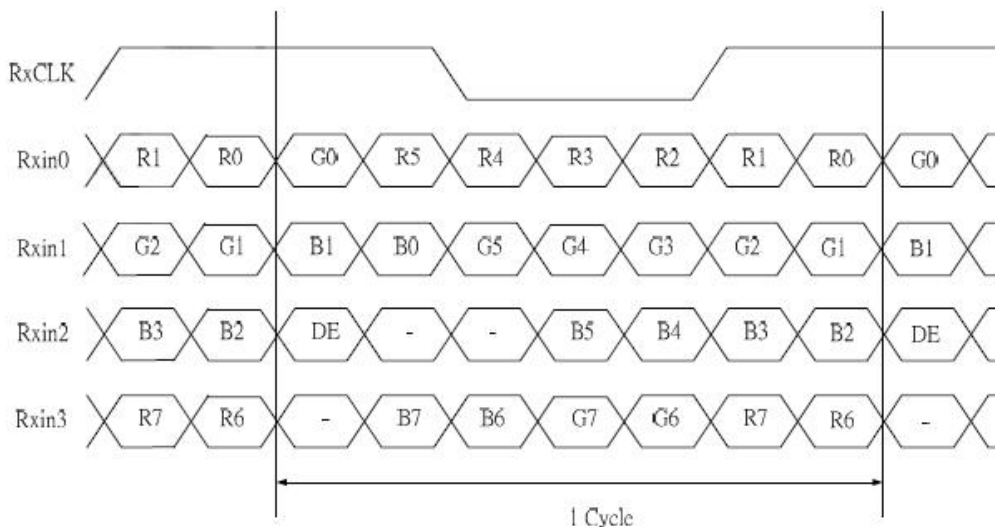 RxCLK
Rxin0 R1 R0 G0 R5 R4 R3 R2 R1 R0 G0
Rxin1 G2 G1 B1 B0 G5 G4 G3 G2 G1 B1
Rxin2 B3 B2 DE - - B5 B4 B3 B2 DE
Rxin3 R7 R6 - B7 B6 G7 G6 R7 R6 -
1 Cycle